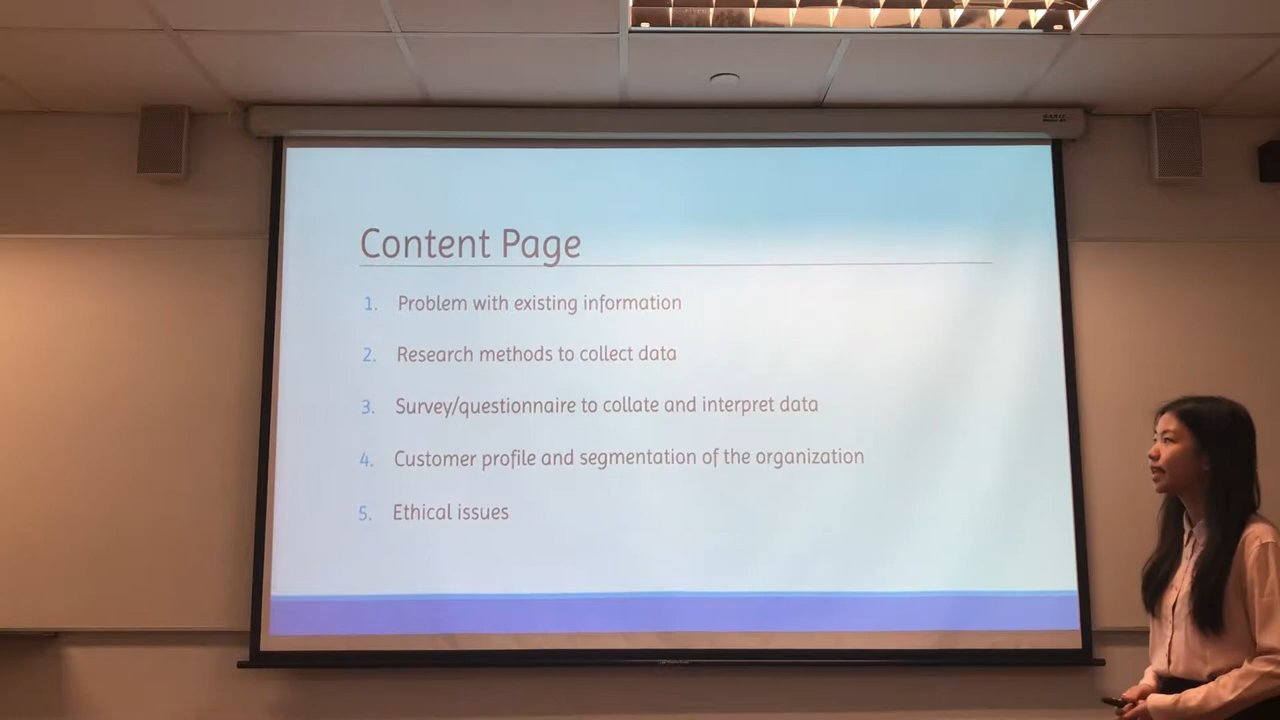 Content Page
1. Problem with existing information
2. Research methods to collect data
3. Survey/questionnaire to collate and interpret data
4. Customer profile and segmentation of the organization
5. Ethical issues